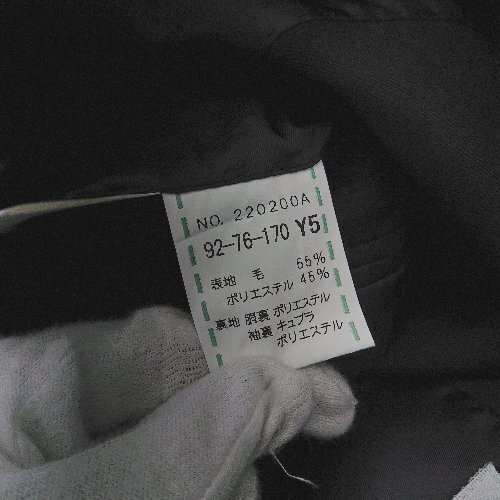 NO. 220200A
92-76-170 Y5
表地 毛 55%
ポリエステル 45%
裏地 胴裏 ポリエステル
袖裏 キュプラ
ポリエステル